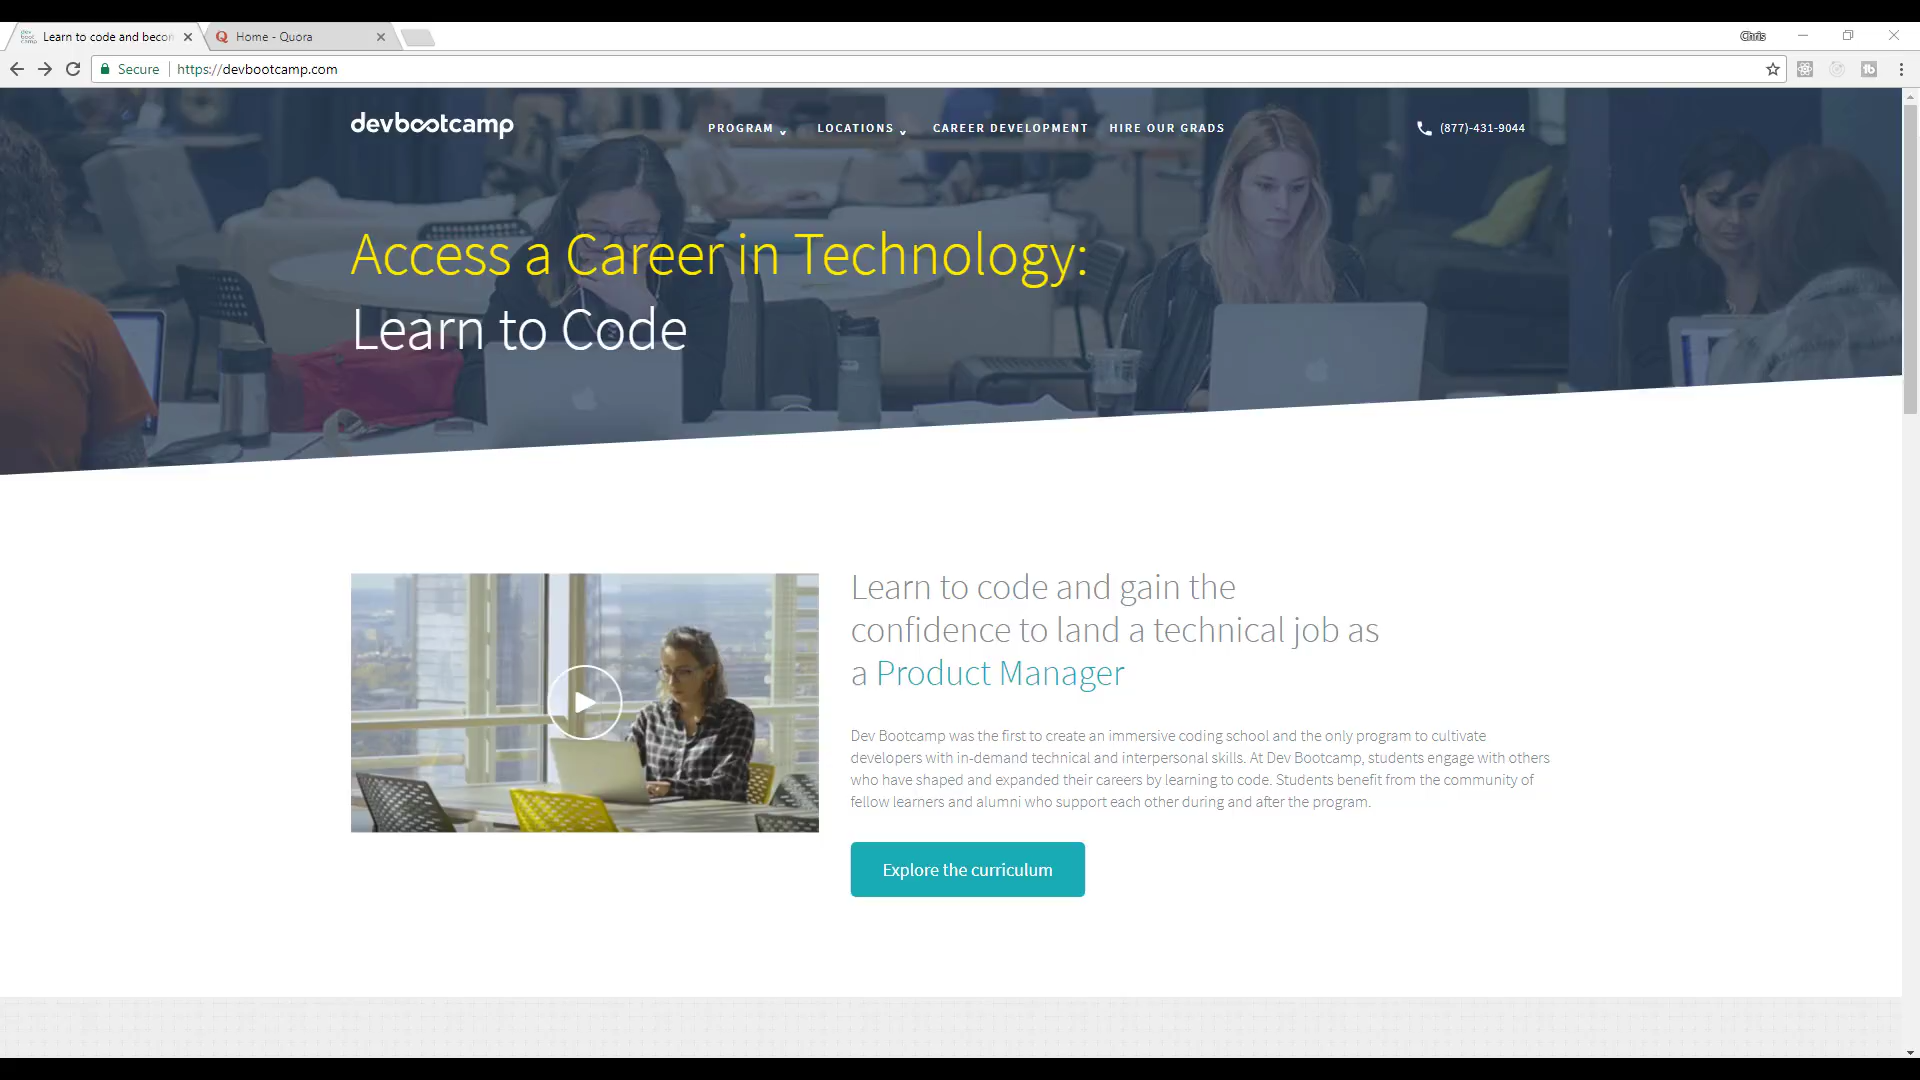 Learn to code and becor
Home - Quora
Chris
Secure
https://devbootcamp.com
devbootcamp
PROGRAM
LOCATIONS
CAREER DEVELOPMENT
HIRE OUR GRADS
(877)-431-9044
Access a Career in Technology:
Learn to Code
Learn to code and gain the
confidence to land a technical job as
a Product Manager
Dev Bootcamp was the first to create an immersive coding school and the only program to cultivate
developers with in-demand technical and interpersonal skills. At Dev Bootcamp, students engage with others
who have shaped and expanded their careers by learning to code. Students benefit from the community of
fellow learners and alumni who support each other during and after the program.
Explore the curriculum